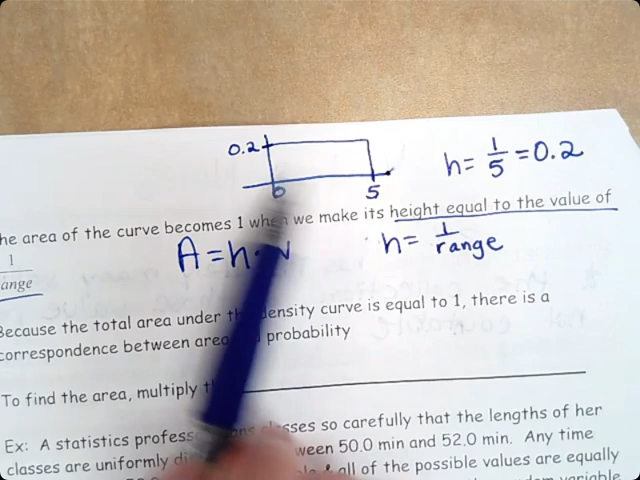 0.2
0 5
h = 1/5 = 0.2
he area of the curve becomes 1 when we make its height equal to the value of
1
ange
A = h · w
h = 1/range
Because the total area under the density curve is equal to 1, there is a
correspondence between area probability
To find the area, multiply
Ex: A statistics classes so carefully that the lengths of her
classes are uniformly between 50.0 min and 52.0 min. Any time
all of the possible values are equally
random variable